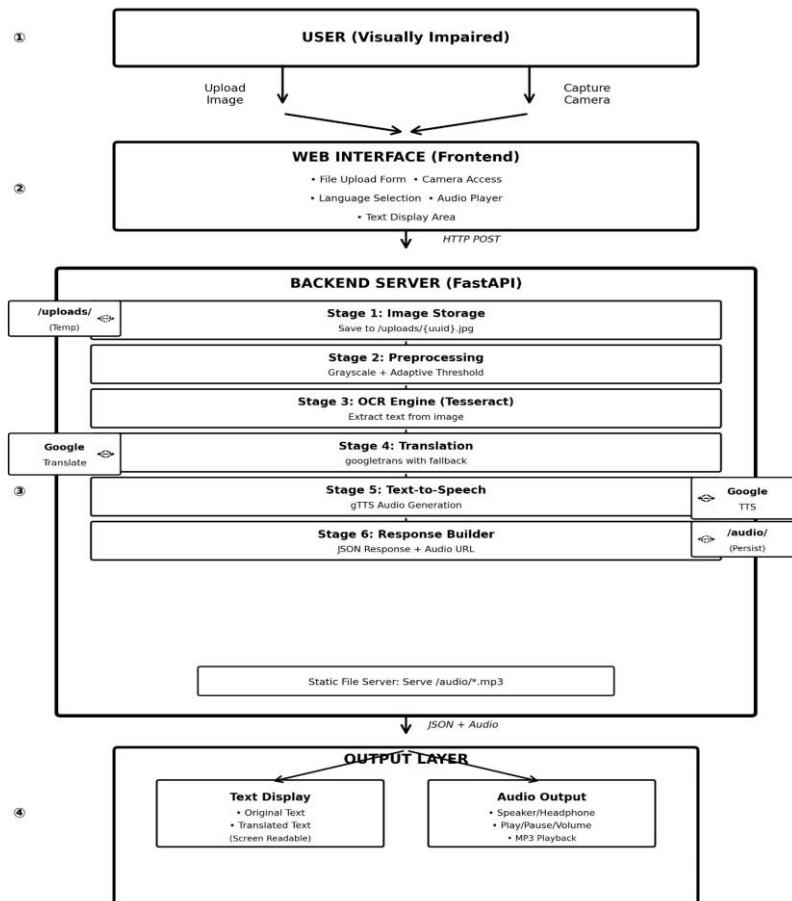 ①
USER (Visually Impaired)
Upload
Image
Capture
Camera
②
WEB INTERFACE (Frontend)
• File Upload Form • Camera Access
• Language Selection • Audio Player
• Text Display Area
HTTP POST
③
BACKEND SERVER (FastAPI)
/uploads/
(Temp)
Stage 1: Image Storage
Save to /uploads/{uuid}.jpg
Stage 2: Preprocessing
Grayscale + Adaptive Threshold
Stage 3: OCR Engine (Tesseract)
Extract text from image
Google
Translate
Stage 4: Translation
googletrans with fallback
Stage 5: Text-to-Speech
gTTS Audio Generation
Google
TTS
Stage 6: Response Builder
JSON Response + Audio URL
/audio/
(Persist)
Static File Server: Serve /audio/*.mp3
JSON + Audio
④
OUTPUT LAYER
Text Display
• Original Text
• Translated Text
(Screen Readable)
Audio Output
• Speaker/Headphone
• Play/Pause/Volume
• MP3 Playback